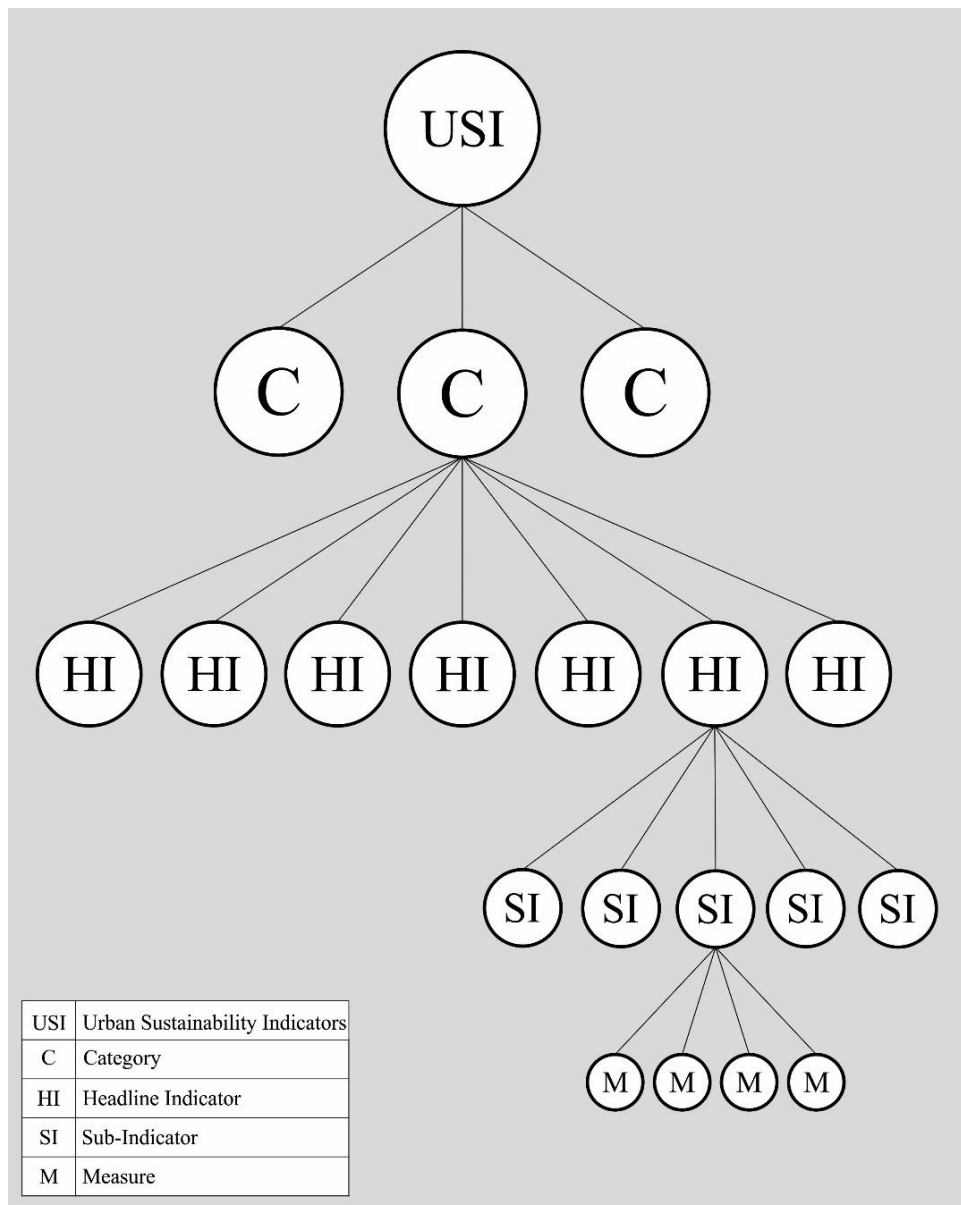 USI
C C C
HI HI HI HI HI HI HI
SI SI SI SI SI
M M M M
USI Urban Sustainability Indicators
C Category
HI Headline Indicator
SI Sub-Indicator
M Measure